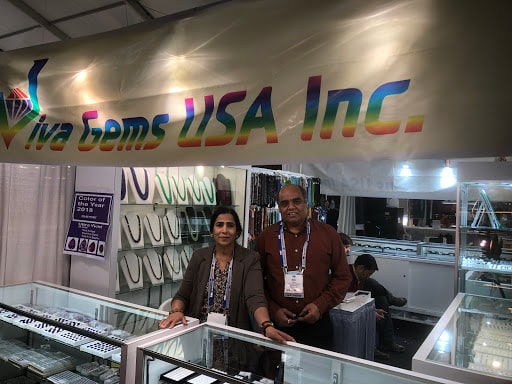 Viva Gems USA Inc.
Color of
the Year
2018
Ultra Violet